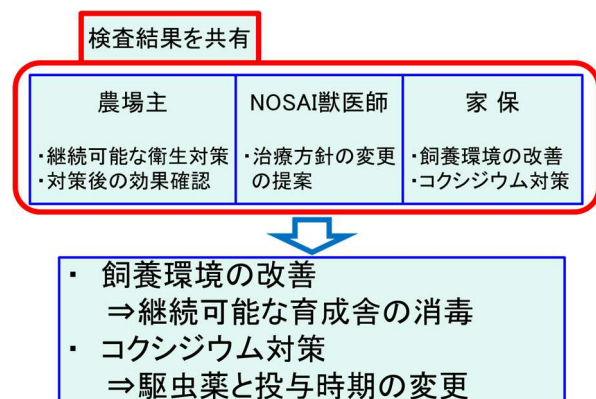 検査結果を共有
農場主
・継続可能な衛生対策
・対策後の効果確認
NOSAI獣医師
・治療方針の変更
の提案
家 保
・飼養環境の改善
・コクシジウム対策
・ 飼養環境の改善
⇒継続可能な育成舎の消毒
・ コクシジウム対策
⇒駆虫薬と投与時期の変更